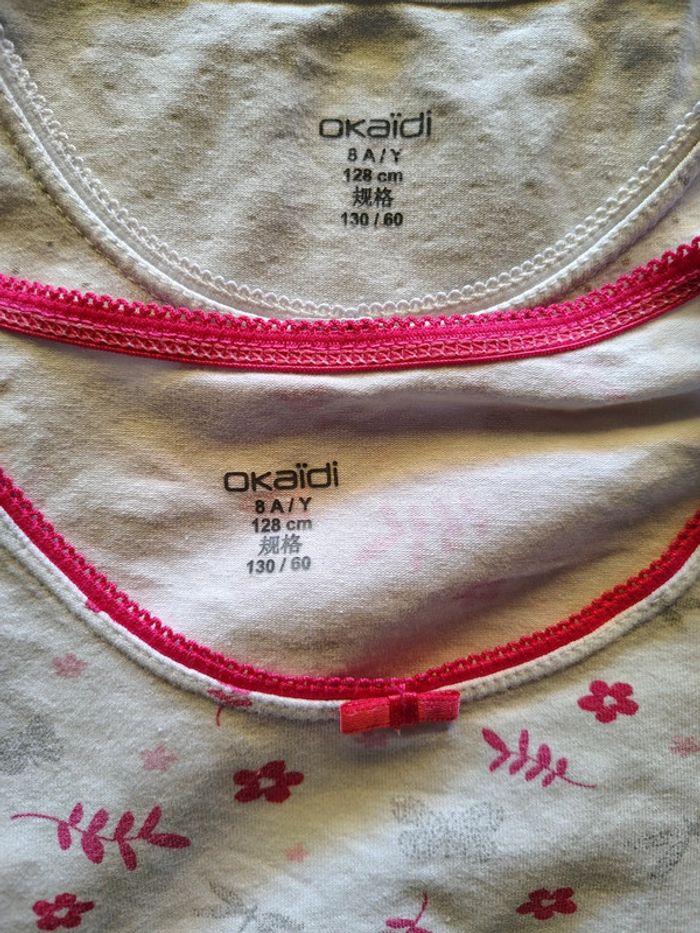 okaïdi
8 A / Y
128 cm
规格
130 / 60
okaïdi
8 A / Y
128 cm
规格
130 / 60